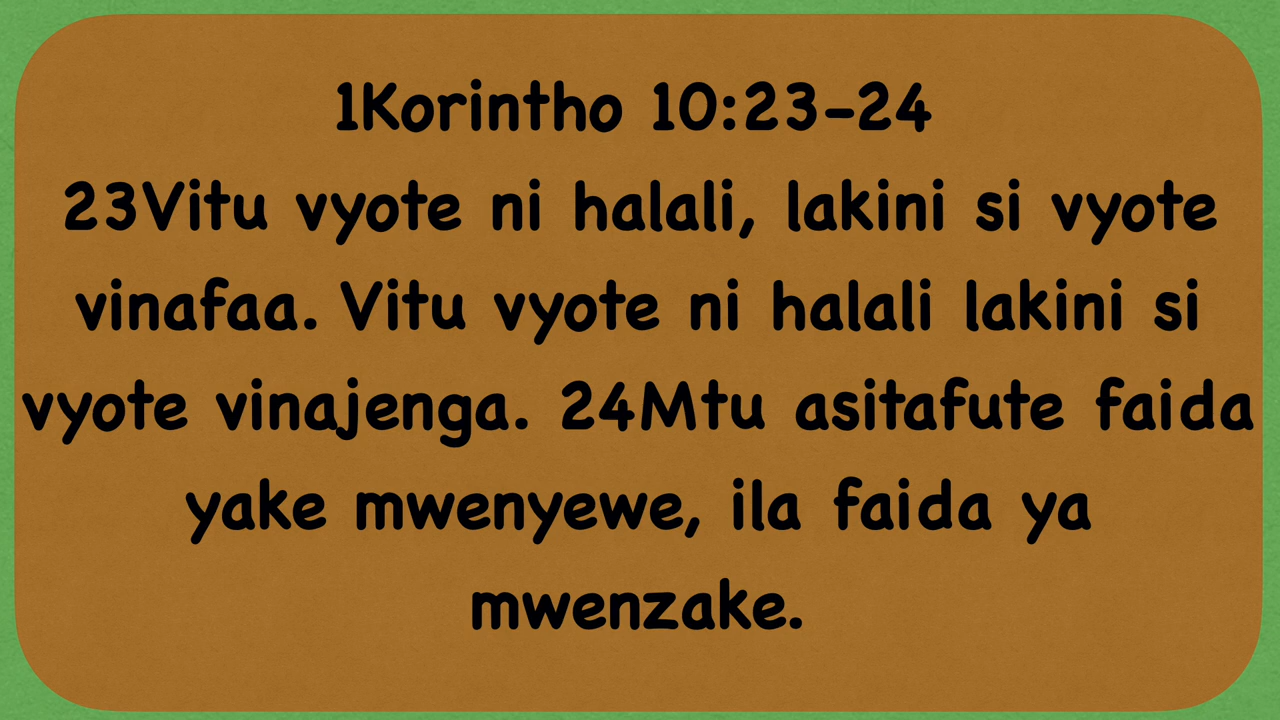 1Korintho 10:23-24
23Vitu vyote ni halali, lakini si vyote
vinafaa. Vitu vyote ni halali lakini si
vyote vinajenga. 24Mtu asitafute faida
yake mwenyewe, ila faida ya
mwenzake.